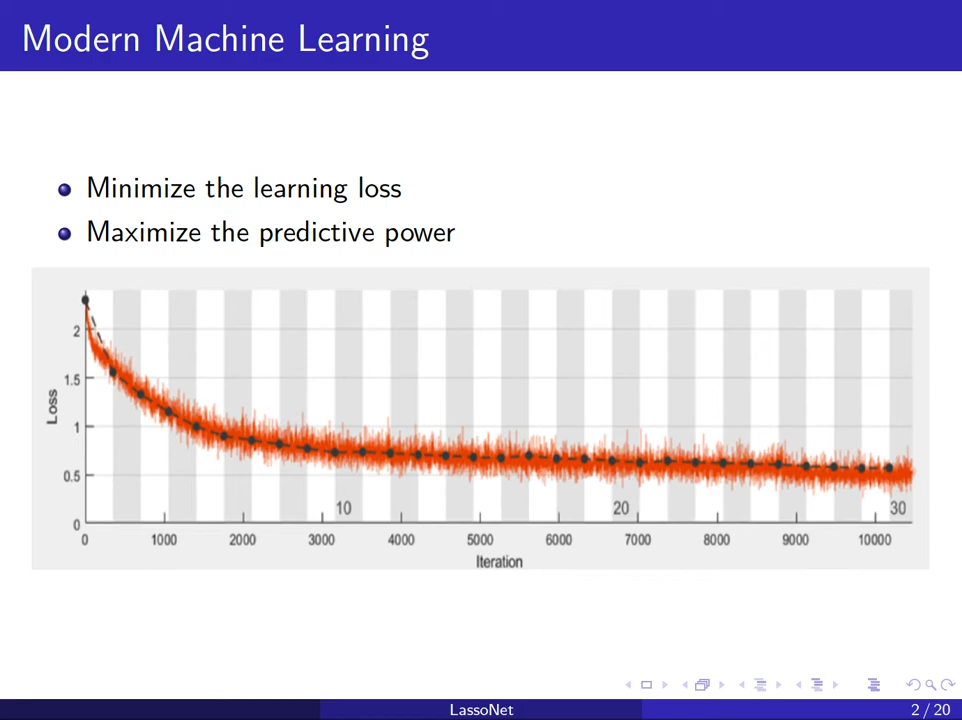 Modern Machine Learning
Minimize the learning loss
Maximize the predictive power
2
1.5
1
0.5
0
Loss
10
20
30
0 1000 2000 3000 4000 5000 6000 7000 8000 9000 10000
Iteration
LassoNet
2 / 20